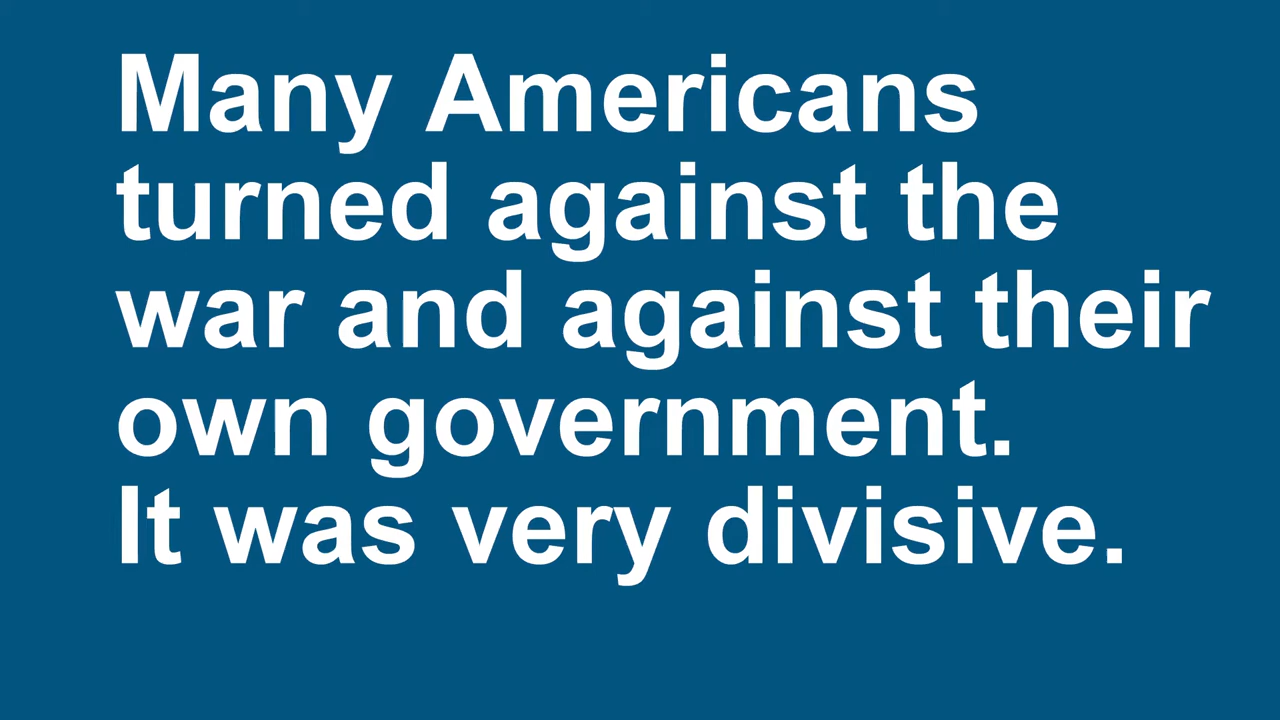 Many Americans
turned against the
war and against their
own government.
It was very divisive.